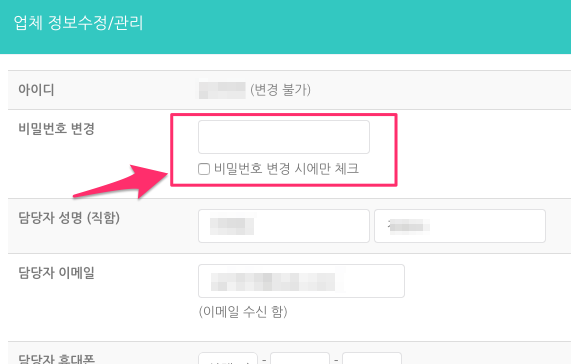 업체 정보수정/관리
아이디 (변경 불가)
비밀번호 변경
비밀번호 변경 시에만 체크
담당자 성명 (직함)
담당자 이메일
(이메일 수신 함)
담당자 휴대폰 - -